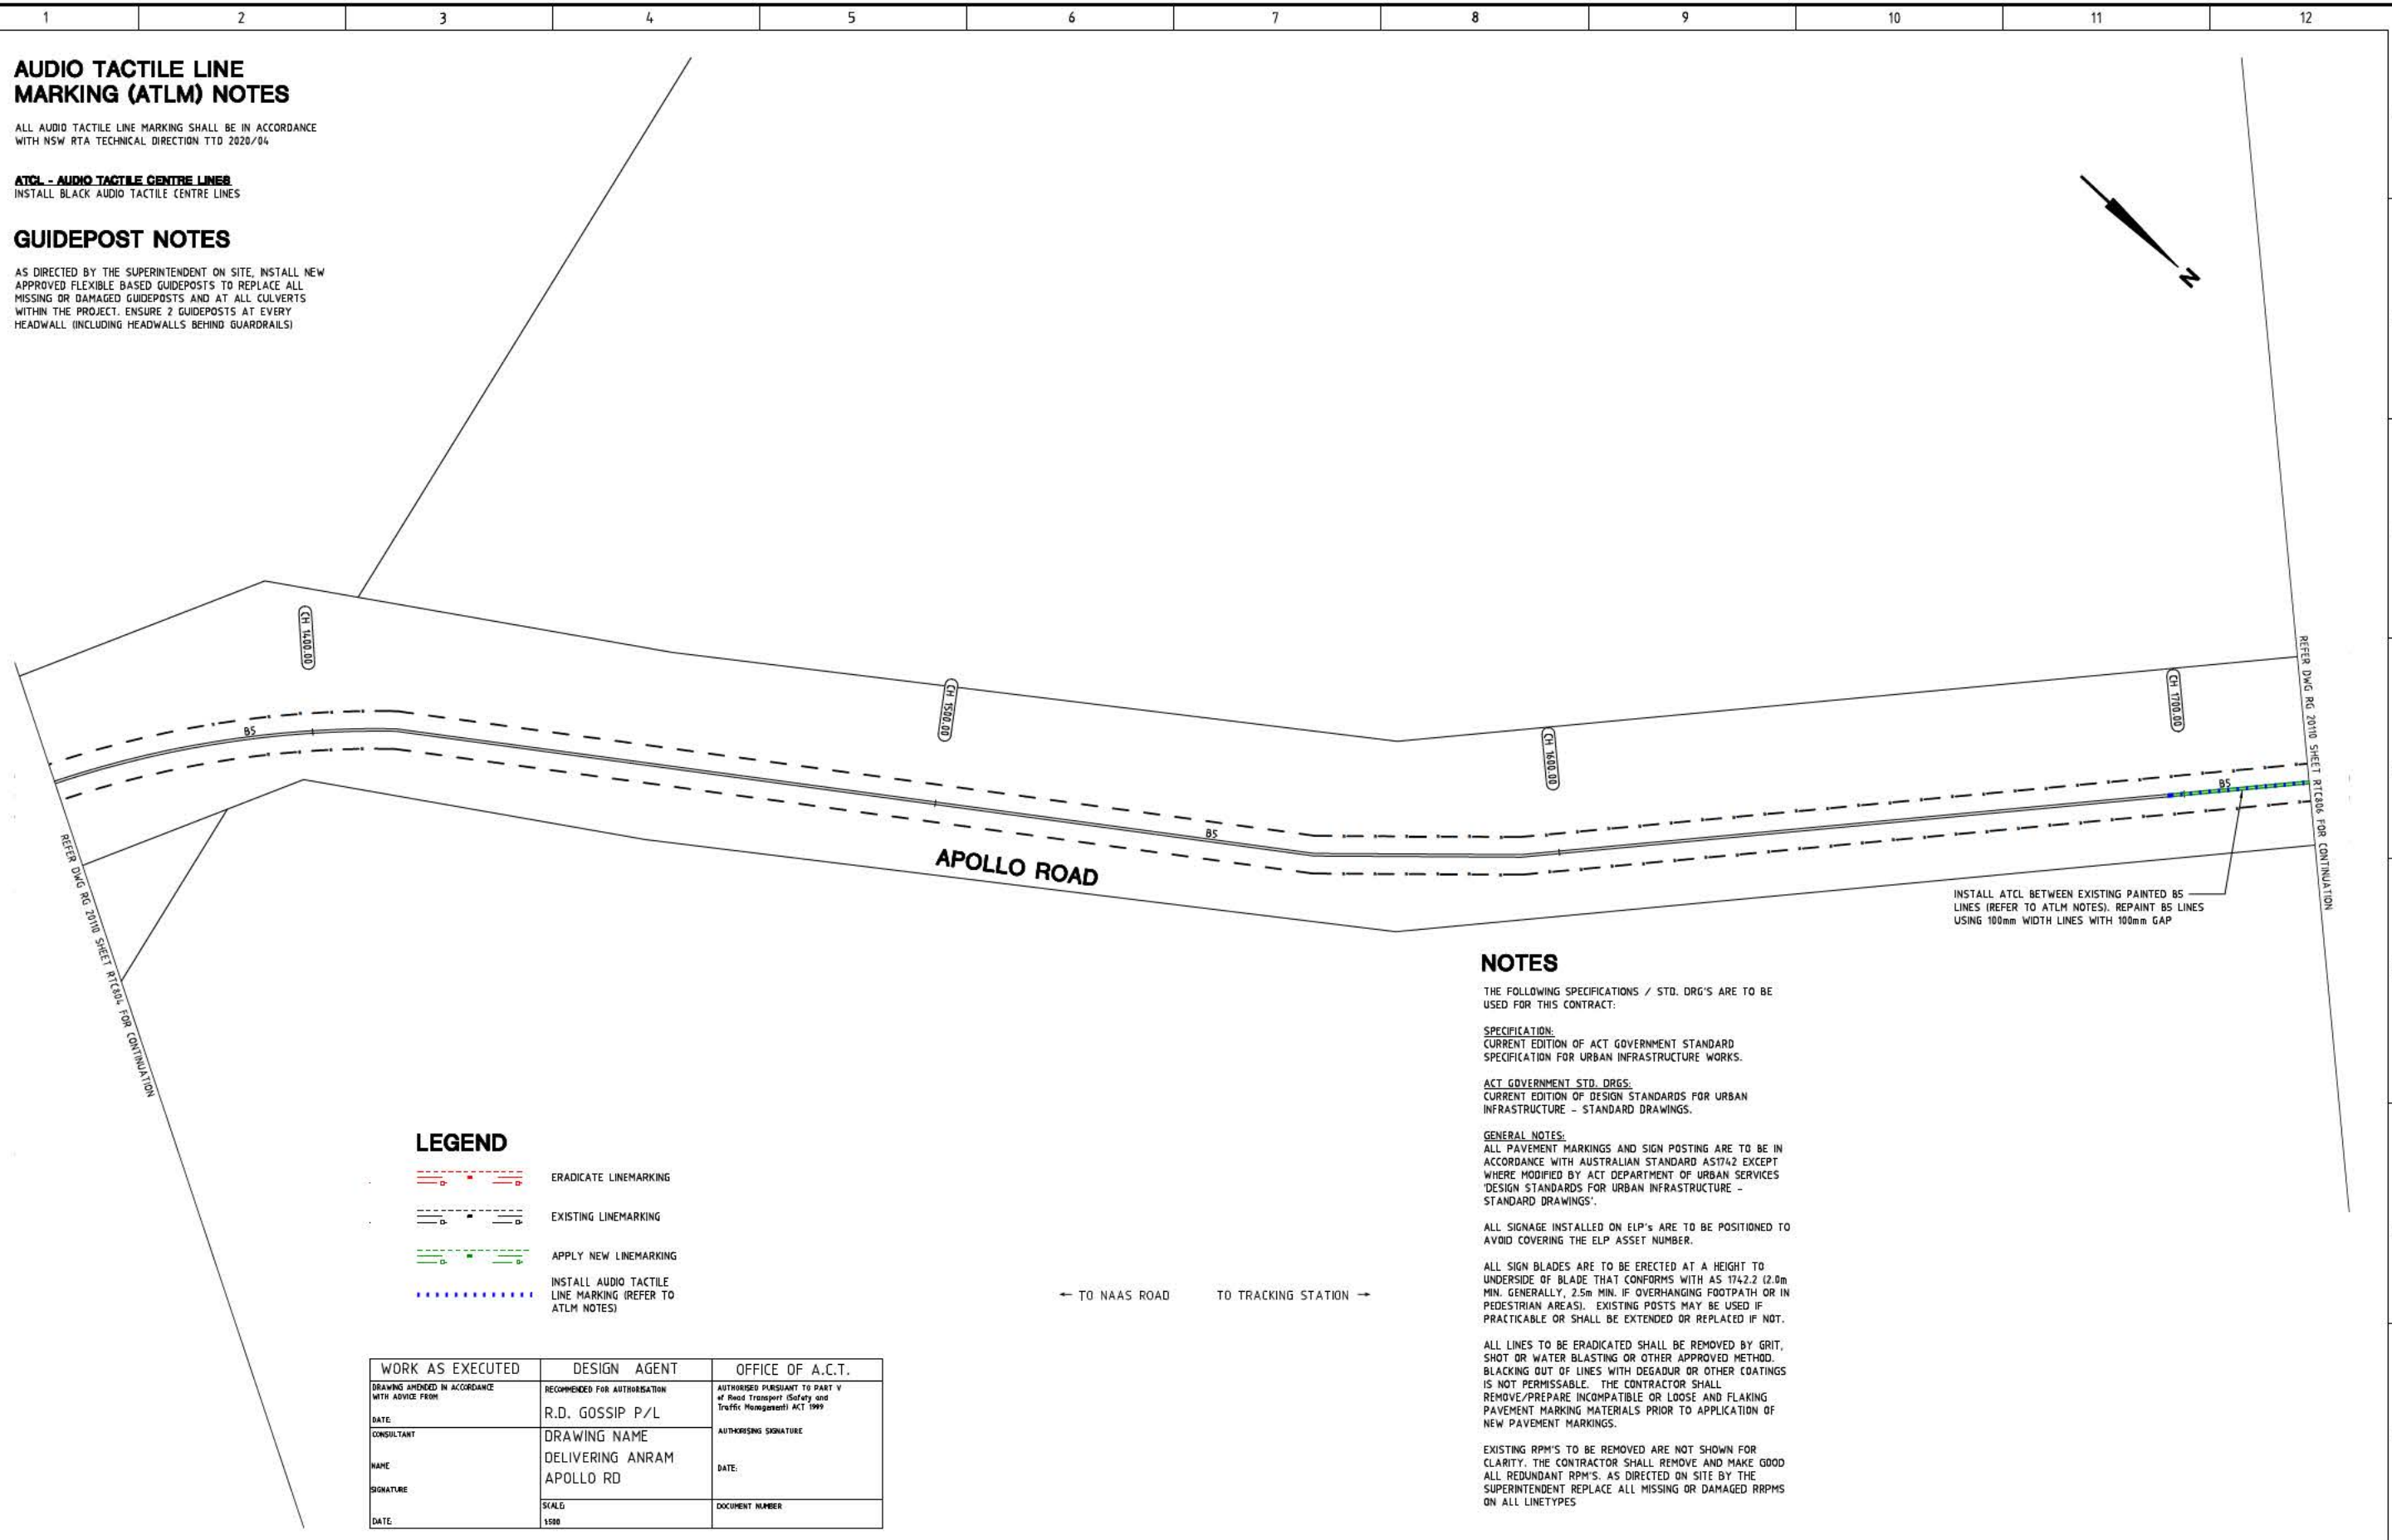 1 2 3 4 5 6 7 8 9 10 11 12
AUDIO TACTILE LINE
MARKING (ATLM) NOTES
ALL AUDIO TACTILE LINE MARKING SHALL BE IN ACCORDANCE
WITH NSW RTA TECHNICAL DIRECTION TTD 2020/04
ATCL - AUDIO TACTILE CENTRE LINES
INSTALL BLACK AUDIO TACTILE CENTRE LINES
GUIDEPOST NOTES
AS DIRECTED BY THE SUPERINTENDENT ON SITE, INSTALL NEW
APPROVED FLEXIBLE BASED GUIDEPOSTS TO REPLACE ALL
MISSING OR DAMAGED GUIDEPOSTS AND AT ALL CULVERTS
WITHIN THE PROJECT. ENSURE 2 GUIDEPOSTS AT EVERY
HEADWALL (INCLUDING HEADWALLS BEHIND GUARDRAILS)
N
CH 1400.00
CH 1500.00
CH 1600.00
CH 1700.00
B5
B5
B5
APOLLO ROAD
REFER DWG RG 20110 SHEET RTC804 FOR CONTINUATION
REFER DWG RG 20110 SHEET RTC806 FOR CONTINUATION
INSTALL ATCL BETWEEN EXISTING PAINTED B5
LINES (REFER TO ATLM NOTES). REPAINT B5 LINES
USING 100mm WIDTH LINES WITH 100mm GAP
NOTES
THE FOLLOWING SPECIFICATIONS / STD. DRG'S ARE TO BE
USED FOR THIS CONTRACT:
SPECIFICATION:
CURRENT EDITION OF ACT GOVERNMENT STANDARD
SPECIFICATION FOR URBAN INFRASTRUCTURE WORKS.
ACT GOVERNMENT STD. DRGS:
CURRENT EDITION OF DESIGN STANDARDS FOR URBAN
INFRASTRUCTURE - STANDARD DRAWINGS.
GENERAL NOTES:
ALL PAVEMENT MARKINGS AND SIGN POSTING ARE TO BE IN
ACCORDANCE WITH AUSTRALIAN STANDARD AS1742 EXCEPT
WHERE MODIFIED BY ACT DEPARTMENT OF URBAN SERVICES
'DESIGN STANDARDS FOR URBAN INFRASTRUCTURE -
STANDARD DRAWINGS'.
ALL SIGNAGE INSTALLED ON ELP's ARE TO BE POSITIONED TO
AVOID COVERING THE ELP ASSET NUMBER.
ALL SIGN BLADES ARE TO BE ERECTED AT A HEIGHT TO
UNDERSIDE OF BLADE THAT CONFORMS WITH AS 1742.2 (2.0m
MIN. GENERALLY, 2.5m MIN. IF OVERHANGING FOOTPATH OR IN
PEDESTRIAN AREAS). EXISTING POSTS MAY BE USED IF
PRACTICABLE OR SHALL BE EXTENDED OR REPLACED IF NOT.
ALL LINES TO BE ERADICATED SHALL BE REMOVED BY GRIT,
SHOT OR WATER BLASTING OR OTHER APPROVED METHOD.
BLACKING OUT OF LINES WITH DEGADUR OR OTHER COATINGS
IS NOT PERMISSABLE. THE CONTRACTOR SHALL
REMOVE/PREPARE INCOMPATIBLE OR LOOSE AND FLAKING
PAVEMENT MARKING MATERIALS PRIOR TO APPLICATION OF
NEW PAVEMENT MARKINGS.
EXISTING RPM'S TO BE REMOVED ARE NOT SHOWN FOR
CLARITY. THE CONTRACTOR SHALL REMOVE AND MAKE GOOD
ALL REDUNDANT RPM'S. AS DIRECTED ON SITE BY THE
SUPERINTENDENT REPLACE ALL MISSING OR DAMAGED RRPMS
ON ALL LINETYPES
LEGEND
ERADICATE LINEMARKING
EXISTING LINEMARKING
APPLY NEW LINEMARKING
INSTALL AUDIO TACTILE
LINE MARKING (REFER TO
ATLM NOTES)
← TO NAAS ROAD TO TRACKING STATION →
WORK AS EXECUTED
DRAWING AMENDED IN ACCORDANCE
WITH ADVICE FROM
DATE:
CONSULTANT
NAME
SIGNATURE
DATE:
DESIGN AGENT
RECOMMENDED FOR AUTHORISATION
R.D. GOSSIP P/L
DRAWING NAME
DELIVERING ANRAM
APOLLO RD
SCALE:
1:500
OFFICE OF A.C.T.
AUTHORISED PURSUANT TO PART V
of Road Transport (Safety and
Traffic Management) ACT 1999
AUTHORISING SIGNATURE
DATE:
DOCUMENT NUMBER